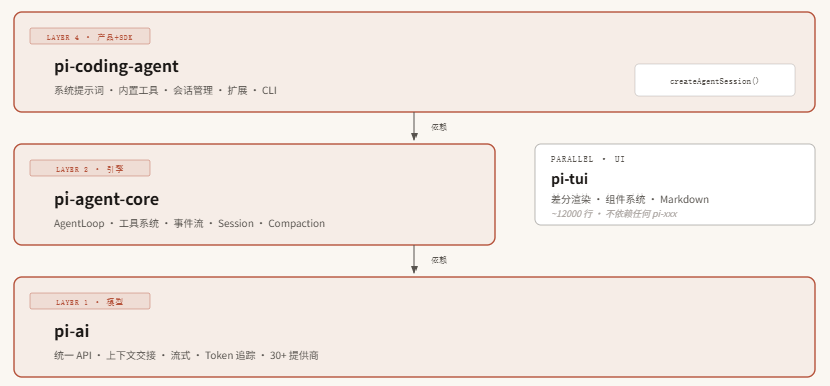 LAYER 4 · 产品+SDK
pi-coding-agent
系统提示词 · 内置工具 · 会话管理 · 扩展 · CLI
createAgentSession()
依赖
LAYER 2 · 引擎
pi-agent-core
AgentLoop · 工具系统 · 事件流 · Session · Compaction
PARALLEL · UI
pi-tui
差分渲染 · 组件系统 · Markdown
~12000 行 · 不依赖任何 pi-xxx
依赖
LAYER 1 · 模型
pi-ai
统一 API · 上下文交接 · 流式 · Token 追踪 · 30+ 提供商